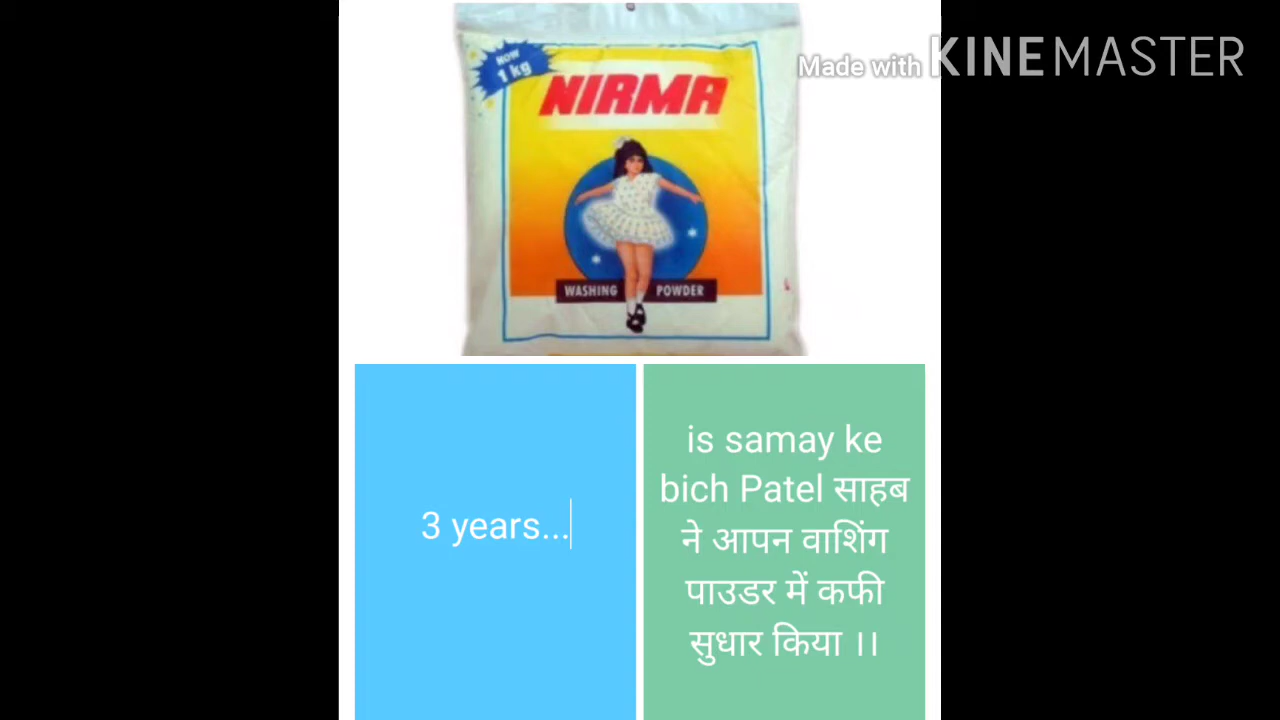 Made with KINEMASTER
NOW
1 kg
NIRMA
WASHING POWDER
3 years...
is samay ke
bich Patel साहब
ने आपन वाशिंग
पाउडर में कफी
सुधार किया ।।